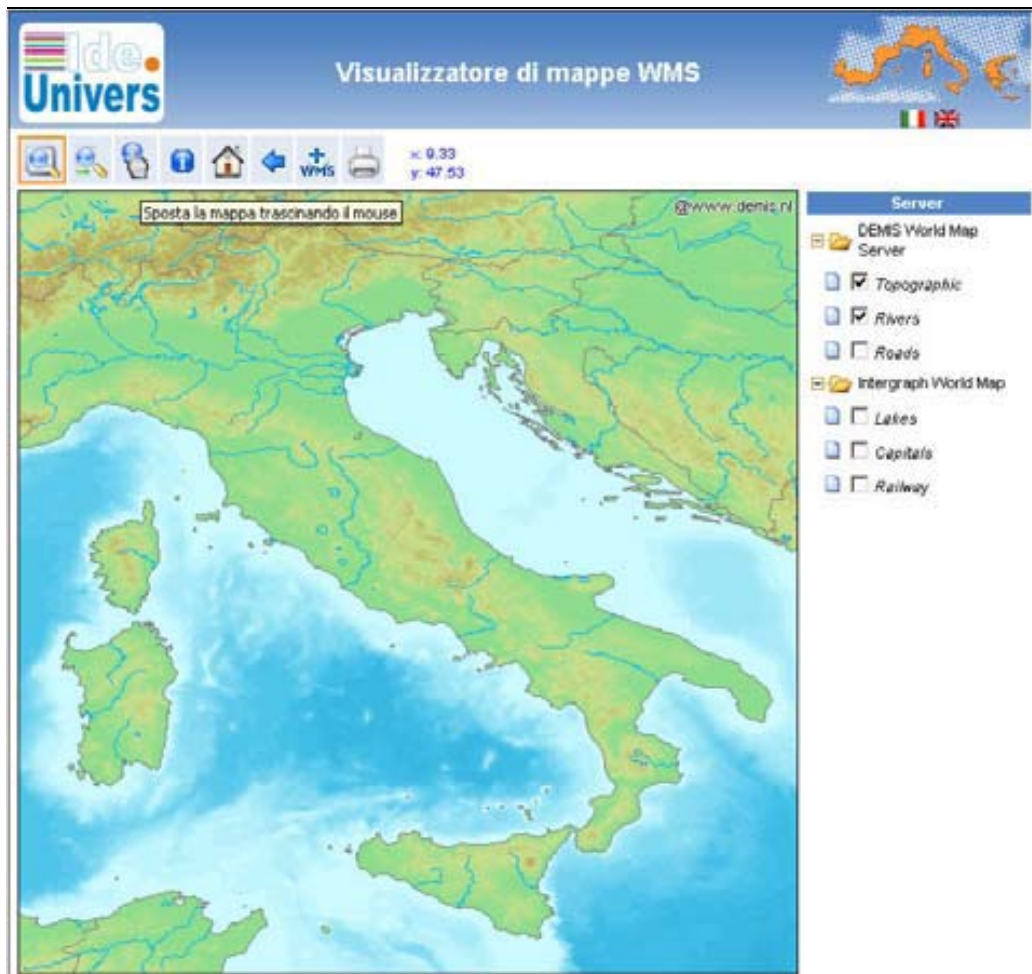 Ide.
Univers
Visualizzatore di mappe WMS
+
WMS
x: 9.33
y: 47.53
Sposta la mappa trascinando il mouse
@www.demis.nl
Server
DEMIS World Map
Server
Topographic
Rivers
Roads
Intergraph World Map
Lakes
Capitals
Railway